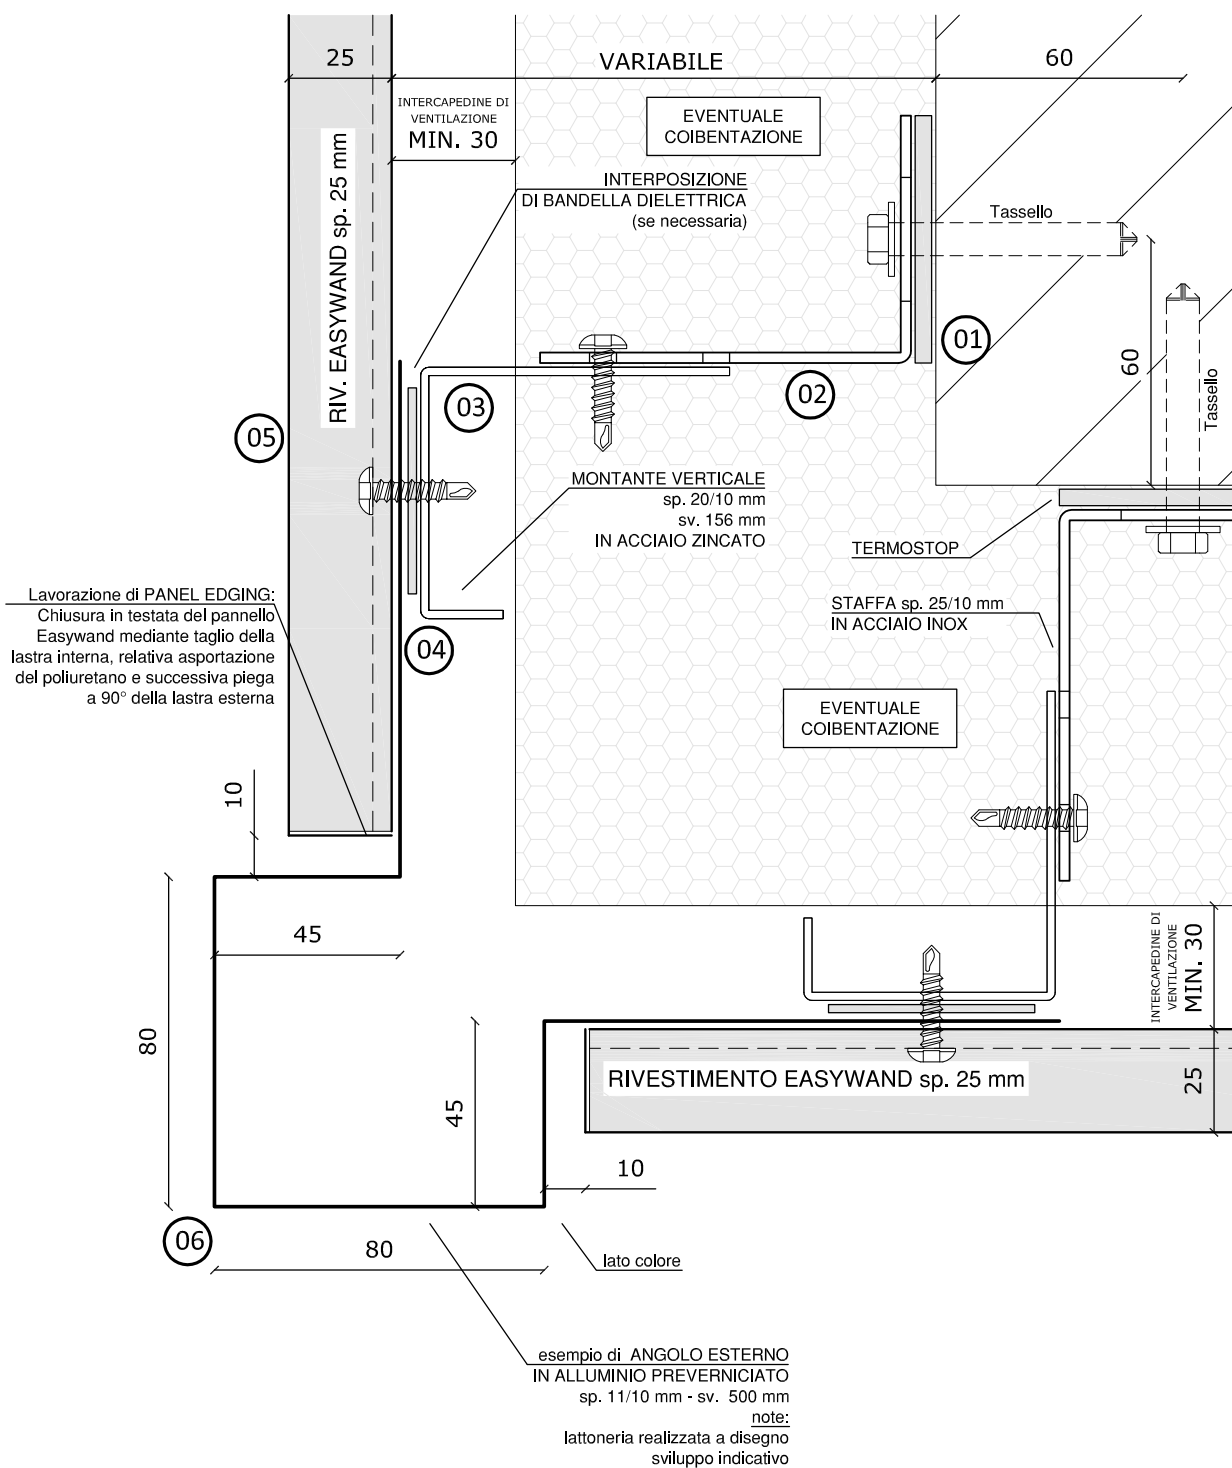 25
VARIABILE
60
INTERCAPEDINE DI
VENTILAZIONE
MIN. 30
EVENTUALE
COIBENTAZIONE
RIV. EASYWAND sp. 25 mm
INTERPOSIZIONE
DI BANDELLA DIELETTRICA
(se necessaria)
Tassello
01
60
Tassello
02
03
05
MONTANTE VERTICALE
sp. 20/10 mm
sv. 156 mm
IN ACCIAIO ZINCATO
TERMOSTOP
Lavorazione di PANEL EDGING:
Chiusura in testata del pannello
Easywand mediante taglio della
lastra interna, relativa asportazione
del poliuretano e successiva piega
a 90° della lastra esterna
04
STAFFA sp. 25/10 mm
IN ACCIAIO INOX
EVENTUALE
COIBENTAZIONE
10
45
INTERCAPEDINE DI
VENTILAZIONE
MIN. 30
80
RIVESTIMENTO EASYWAND sp. 25 mm
25
45
10
06
80
lato colore
esempio di ANGOLO ESTERNO
IN ALLUMINIO PREVERNICIATO
sp. 11/10 mm - sv. 500 mm
note:
lattoneria realizzata a disegno
sviluppo indicativo